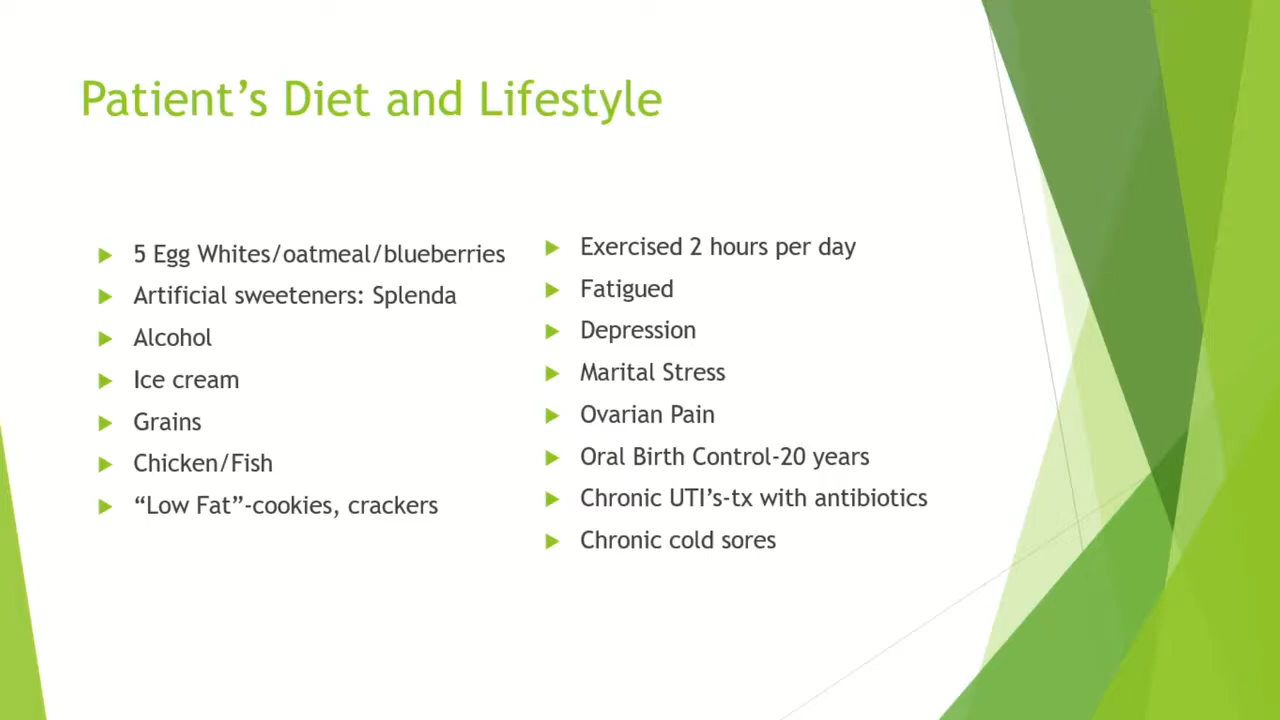 Patient’s Diet and Lifestyle
5 Egg Whites/oatmeal/blueberries
Artificial sweeteners: Splenda
Alcohol
Ice cream
Grains
Chicken/Fish
“Low Fat”-cookies, crackers
Exercised 2 hours per day
Fatigued
Depression
Marital Stress
Ovarian Pain
Oral Birth Control-20 years
Chronic UTI’s-tx with antibiotics
Chronic cold sores